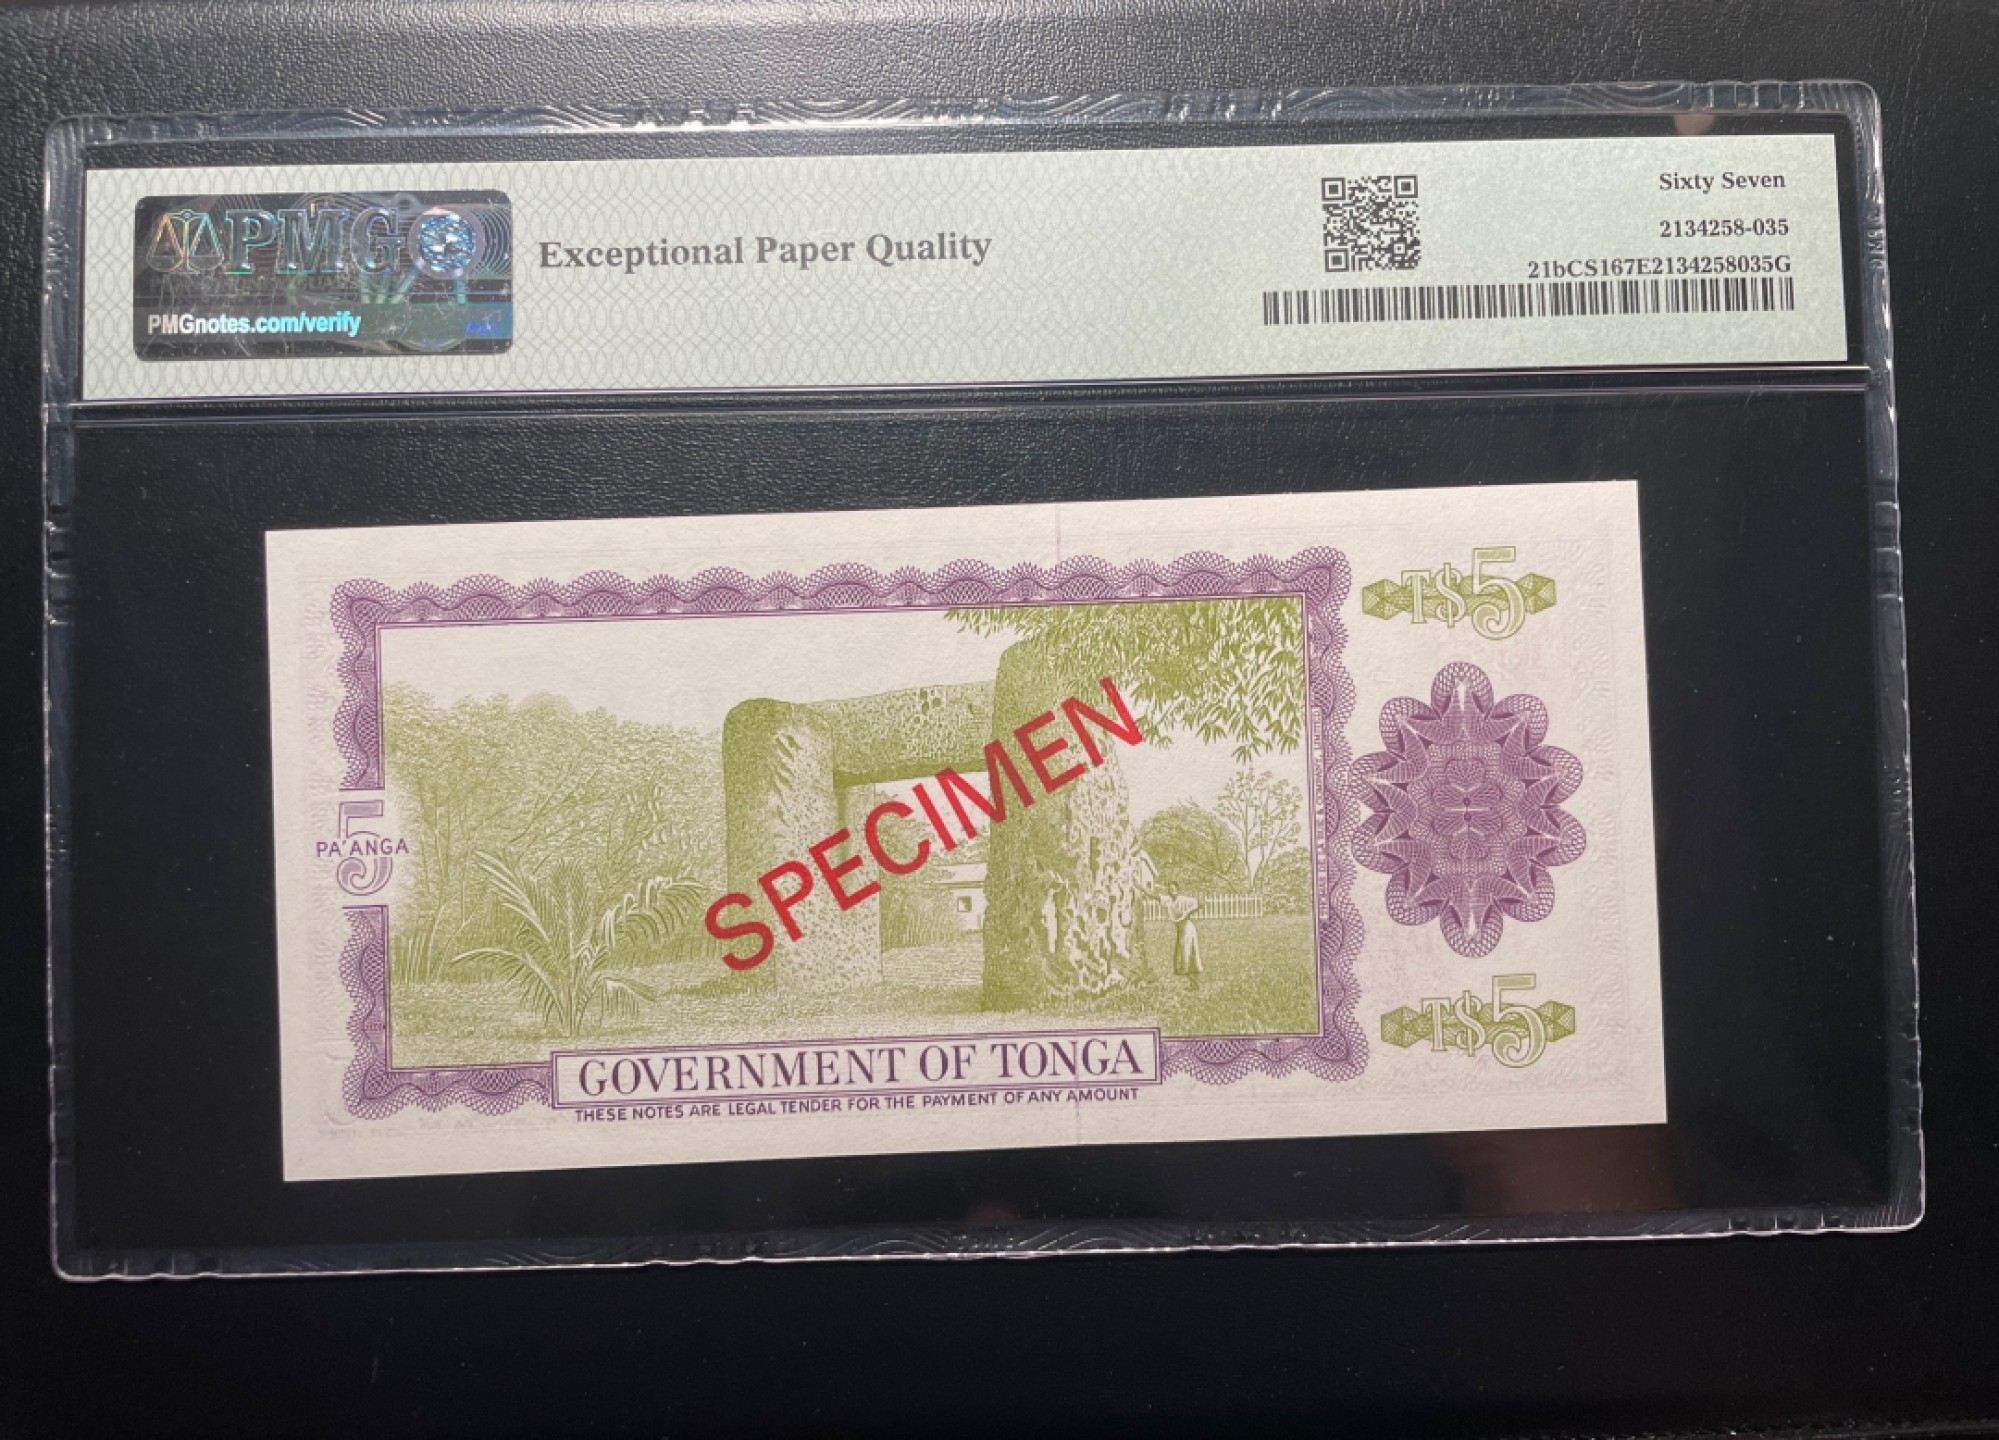 PMG
PMGnotes.com/verify
Exceptional Paper Quality
Sixty Seven
2134258-035
21bCS167E2134258035G
T$5
5
PA'ANGA
SPECIMEN
T$5
GOVERNMENT OF TONGA
THESE NOTES ARE LEGAL TENDER FOR THE PAYMENT OF ANY AMOUNT